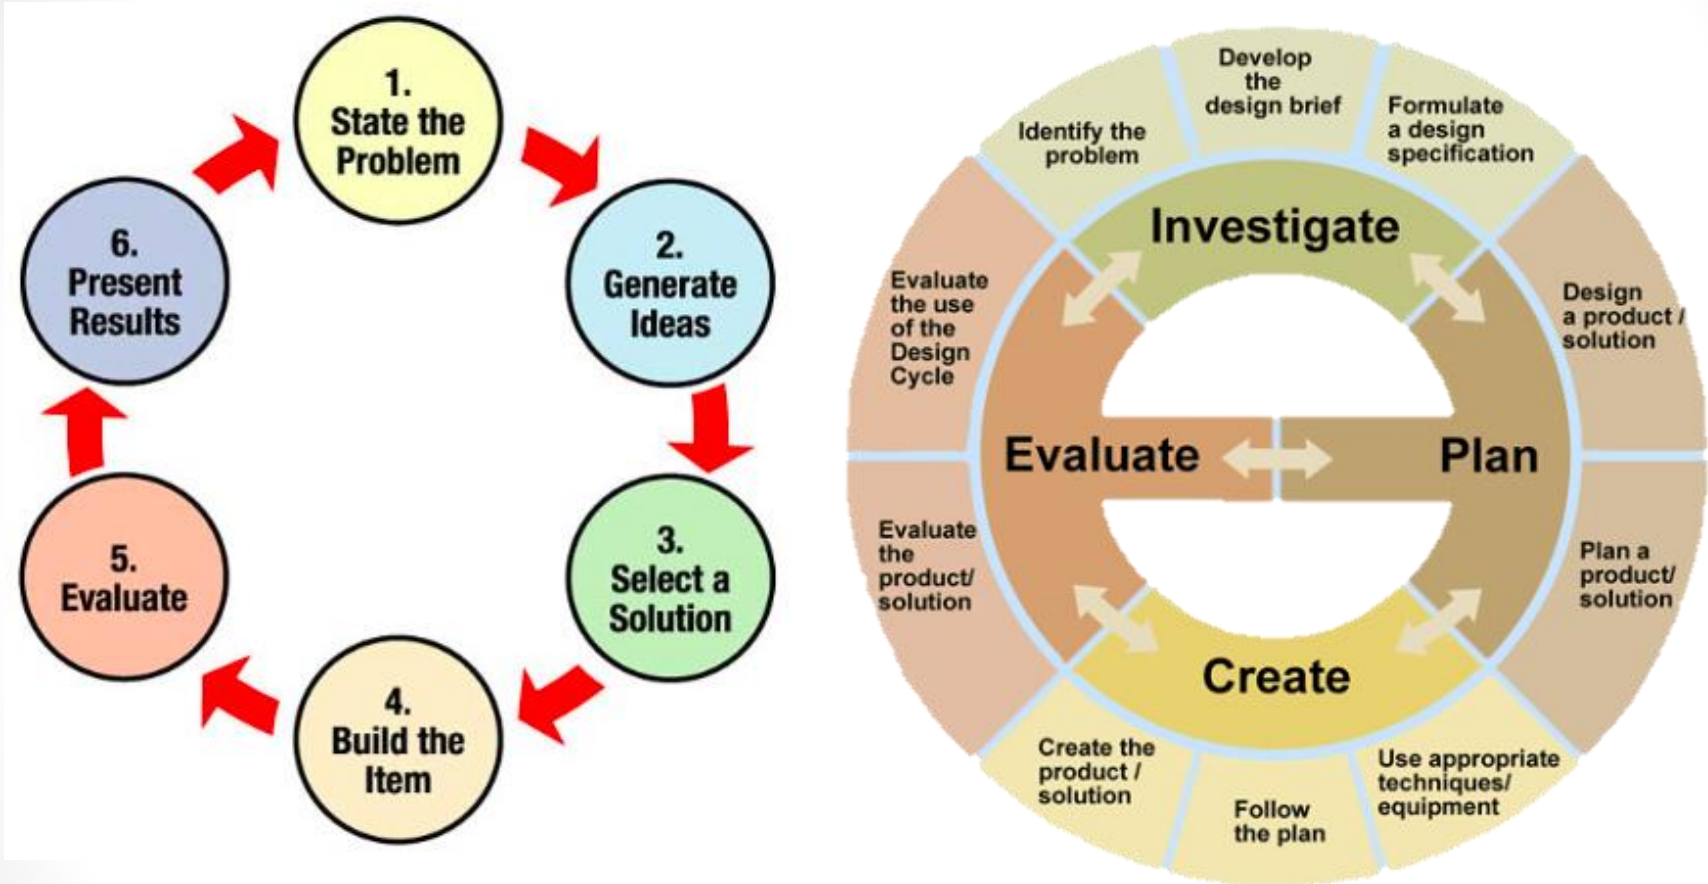 1.
State the
Problem
2.
Generate
Ideas
3.
Select a
Solution
4.
Build the
Item
5.
Evaluate
6.
Present
Results
Investigate
Plan
Create
Evaluate
Identify the
problem
Develop
the
design brief
Formulate
a design
specification
Design
a product /
solution
Plan a
product/
solution
Use appropriate
techniques/
equipment
Follow
the plan
Create the
product /
solution
Evaluate
the
product/
solution
Evaluate
the use
of the
Design
Cycle